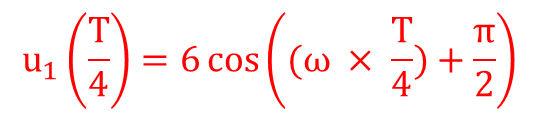 u₁(T/4) = 6 cos((ω × T/4) + π/2)